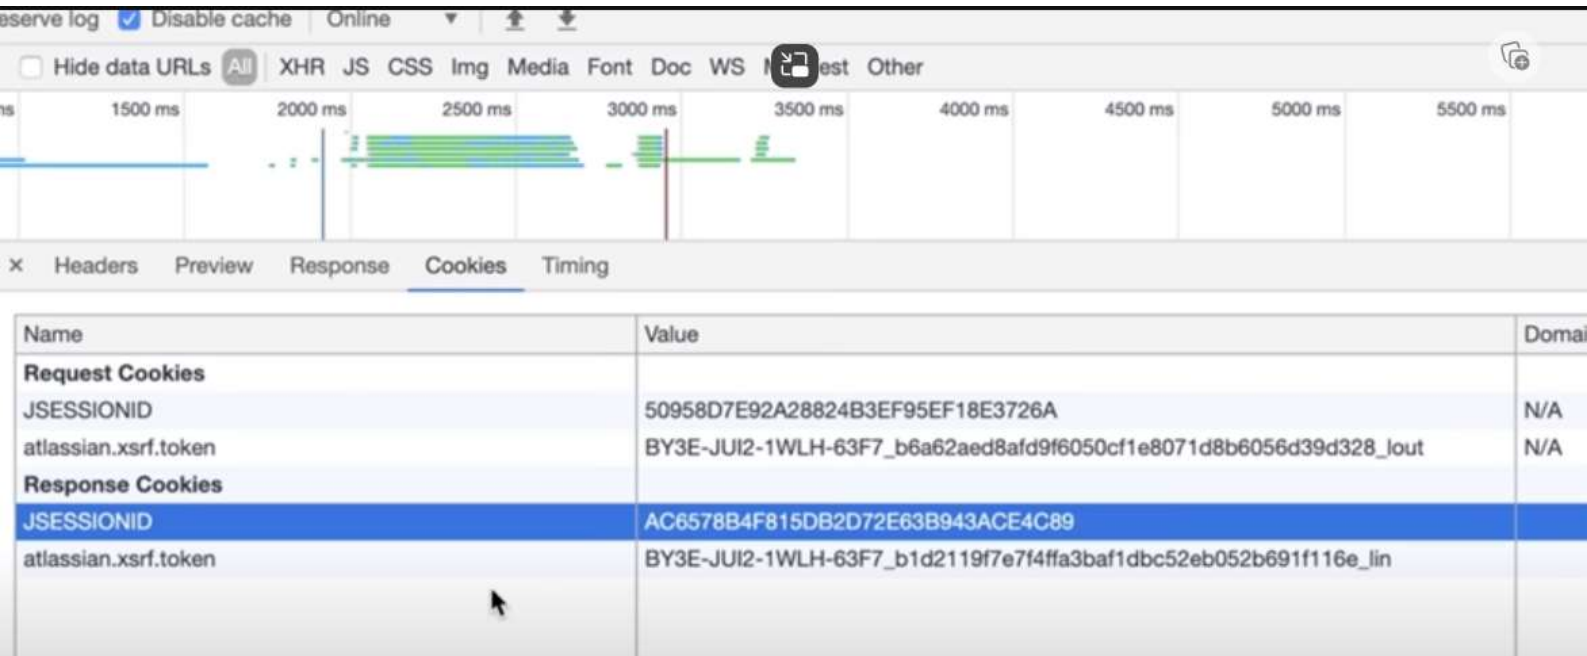 eserve log Disable cache Online
Hide data URLs All XHR JS CSS Img Media Font Doc WS est Other
ms 1500 ms 2000 ms 2500 ms 3000 ms 3500 ms 4000 ms 4500 ms 5000 ms 5500 ms
× Headers Preview Response Cookies Timing
Name Value Domai
Request Cookies
JSESSIONID 50958D7E92A28824B3EF95EF18E3726A N/A
atlassian.xsrf.token BY3E-JUI2-1WLH-63F7_b6a62aed8afd9f6050cf1e8071d8b6056d39d328_lout N/A
Response Cookies
JSESSIONID AC6578B4F815DB2D72E63B943ACE4C89
atlassian.xsrf.token BY3E-JUI2-1WLH-63F7_b1d2119f7e7f4ffa3baf1dbc52eb052b691f116e_lin